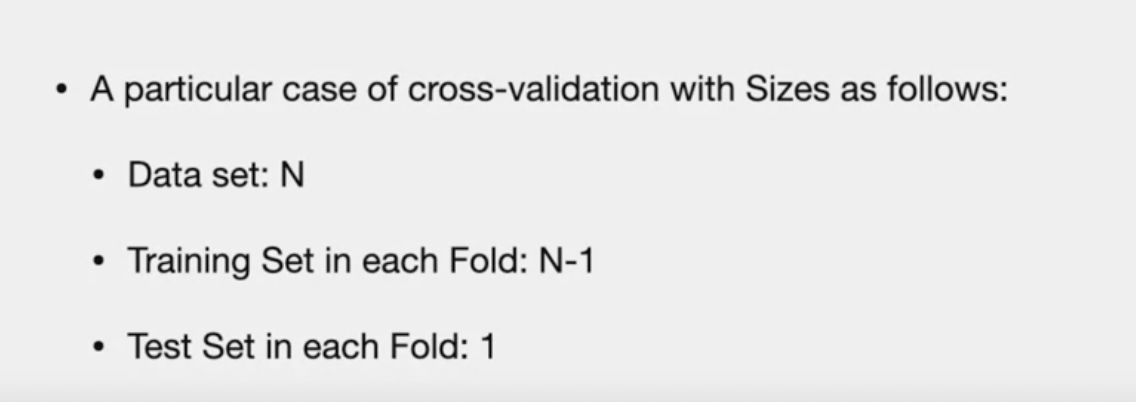 • A particular case of cross-validation with Sizes as follows:
• Data set: N
• Training Set in each Fold: N-1
• Test Set in each Fold: 1